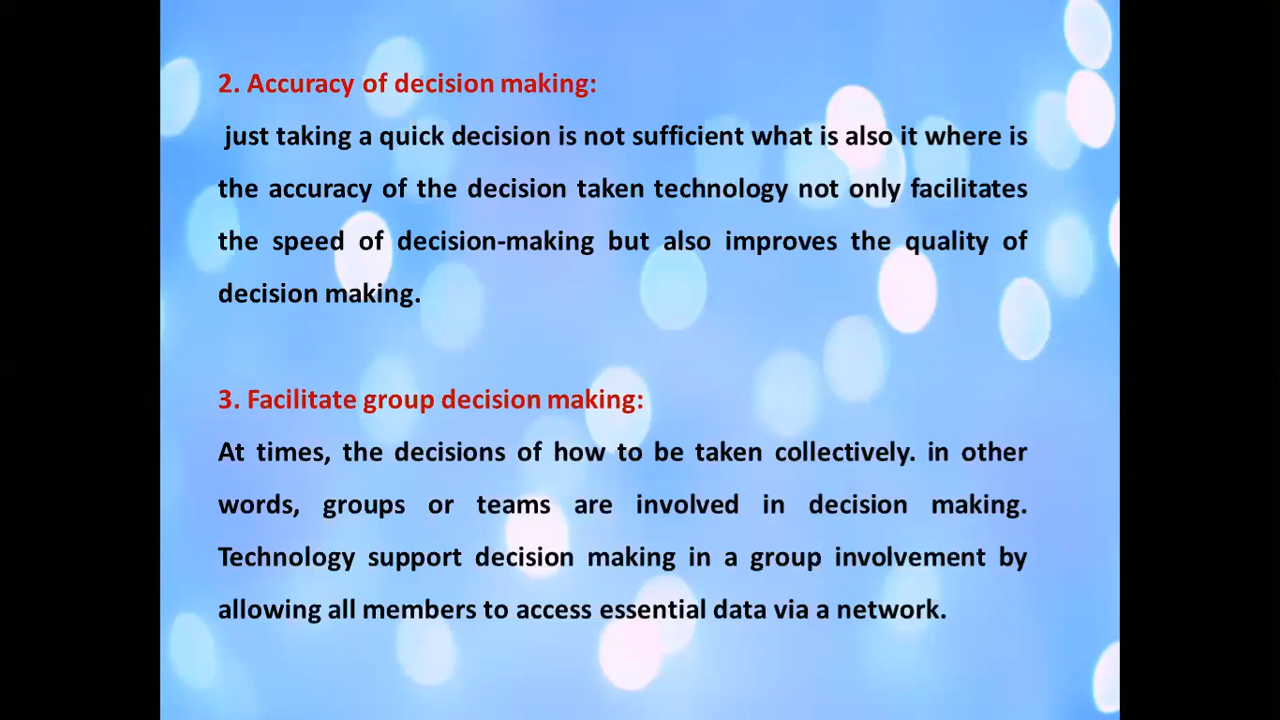 2. Accuracy of decision making:
just taking a quick decision is not sufficient what is also it where is
the accuracy of the decision taken technology not only facilitates
the speed of decision-making but also improves the quality of
decision making.
3. Facilitate group decision making:
At times, the decisions of how to be taken collectively. in other
words, groups or teams are involved in decision making.
Technology support decision making in a group involvement by
allowing all members to access essential data via a network.